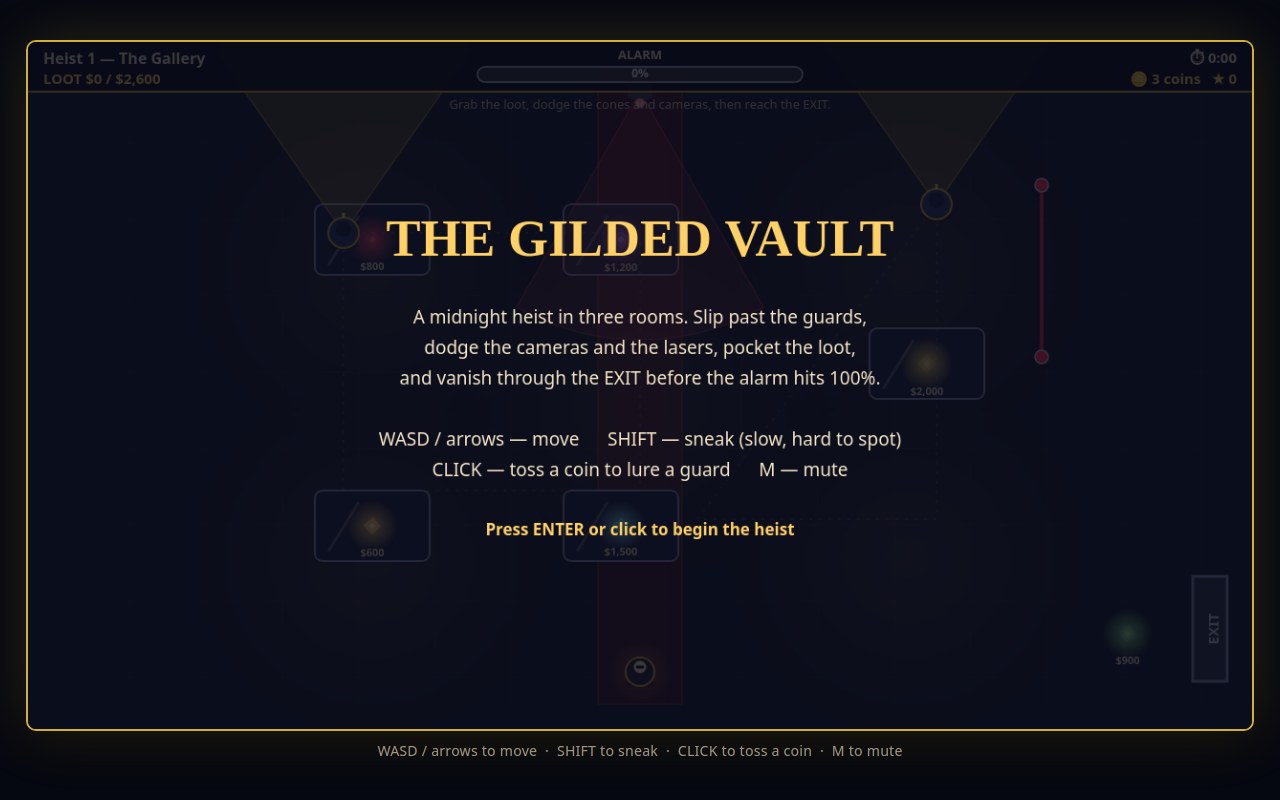 Heist 1 — The Gallery
ALARM
⏱ 0:00
LOOT $0 / $2,600
0%
🪙 3 coins ★ 0
Grab the loot, dodge the cones and cameras, then reach the EXIT.
THE GILDED VAULT
$800
$1,200
A midnight heist in three rooms. Slip past the guards,
dodge the cameras and the lasers, pocket the loot,
and vanish through the EXIT before the alarm hits 100%.
$2,000
WASD / arrows — move SHIFT — sneak (slow, hard to spot)
CLICK — toss a coin to lure a guard M — mute
Press ENTER or click to begin the heist
$600
$1,500
EXIT
$900
WASD / arrows to move · SHIFT to sneak · CLICK to toss a coin · M to mute